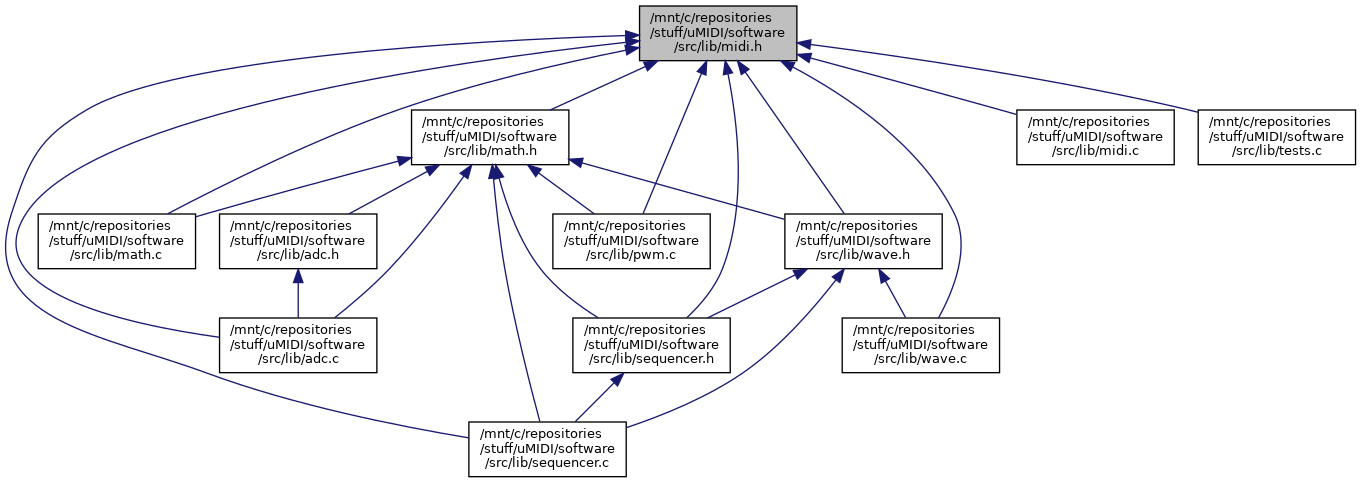 /mnt/c/repositories
/stuff/uMIDI/software
/src/lib/midi.h
/mnt/c/repositories
/stuff/uMIDI/software
/src/lib/math.h
/mnt/c/repositories
/stuff/uMIDI/software
/src/lib/midi.c
/mnt/c/repositories
/stuff/uMIDI/software
/src/lib/tests.c
/mnt/c/repositories
/stuff/uMIDI/software
/src/lib/math.c
/mnt/c/repositories
/stuff/uMIDI/software
/src/lib/adc.h
/mnt/c/repositories
/stuff/uMIDI/software
/src/lib/pwm.c
/mnt/c/repositories
/stuff/uMIDI/software
/src/lib/wave.h
/mnt/c/repositories
/stuff/uMIDI/software
/src/lib/adc.c
/mnt/c/repositories
/stuff/uMIDI/software
/src/lib/sequencer.h
/mnt/c/repositories
/stuff/uMIDI/software
/src/lib/wave.c
/mnt/c/repositories
/stuff/uMIDI/software
/src/lib/sequencer.c